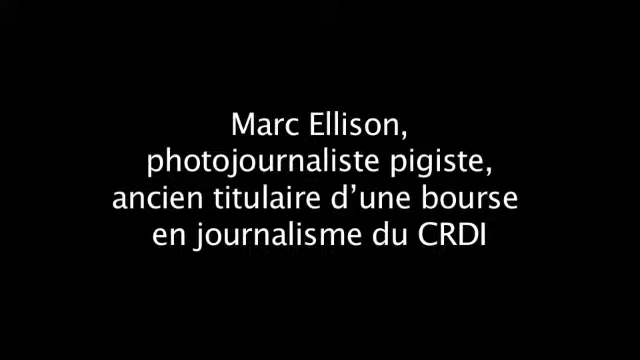 Marc Ellison,
photojournaliste pigiste,
ancien titulaire d’une bourse
en journalisme du CRDI